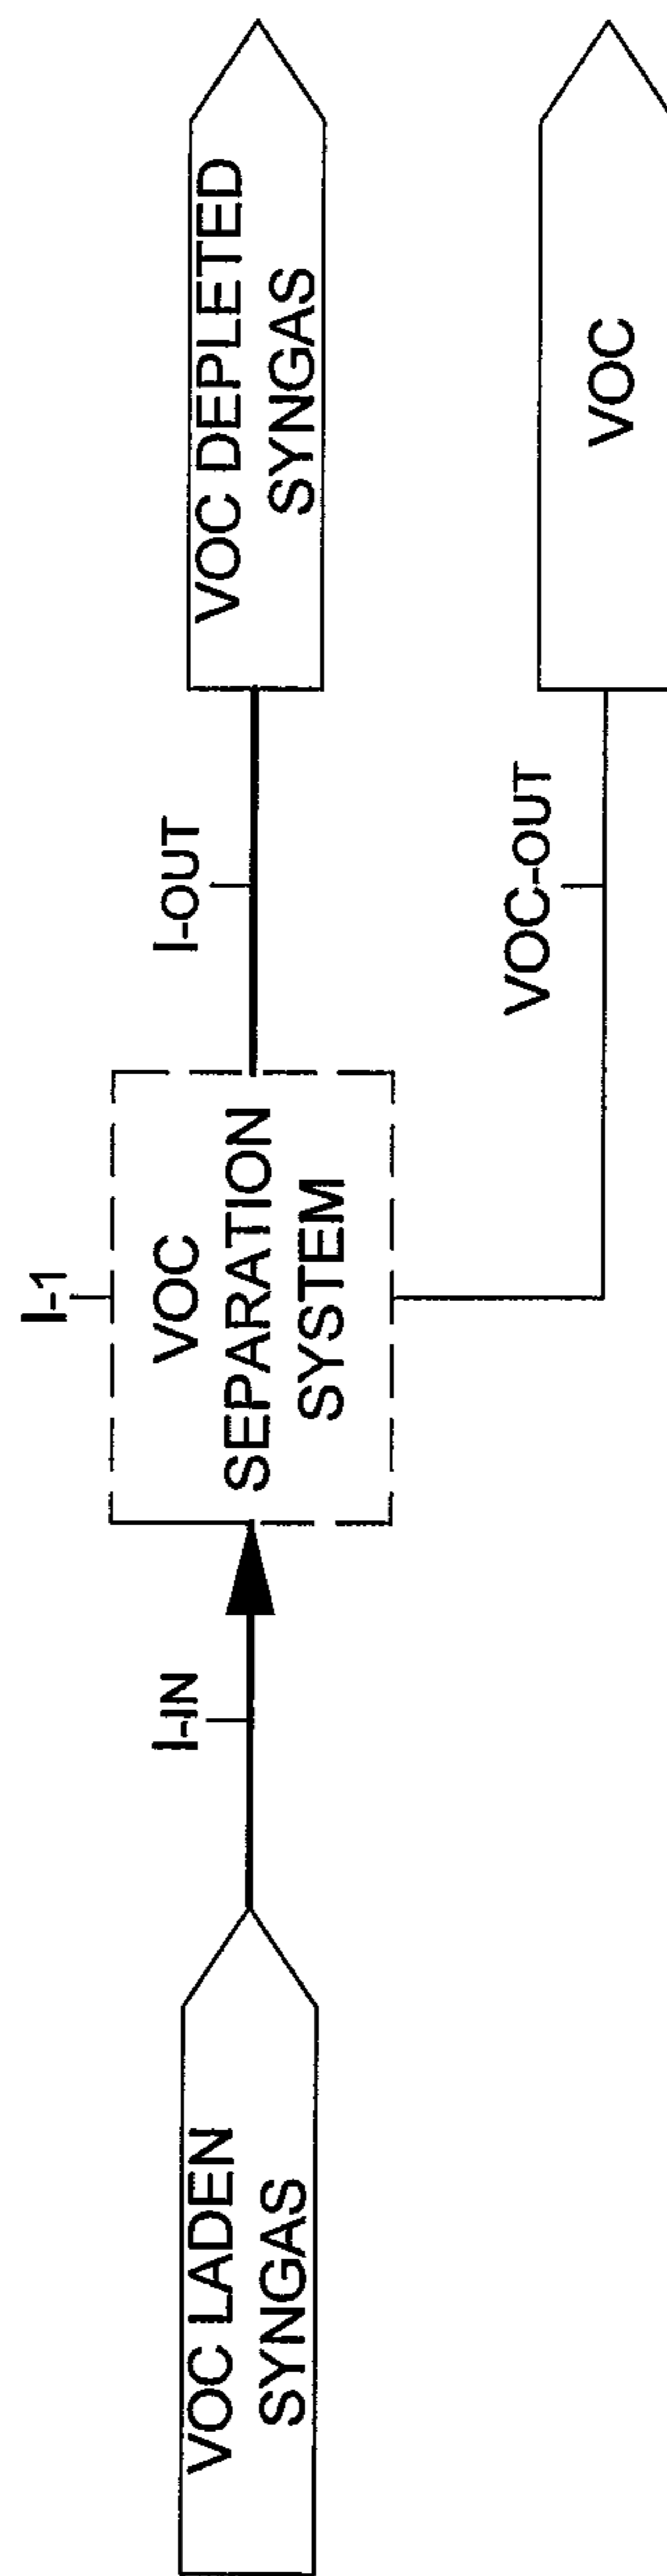 VOC LADEN
SYNGAS
I-IN
I-1
VOC
SEPARATION
SYSTEM
I-OUT
VOC DEPLETED
SYNGAS
VOC-OUT
VOC